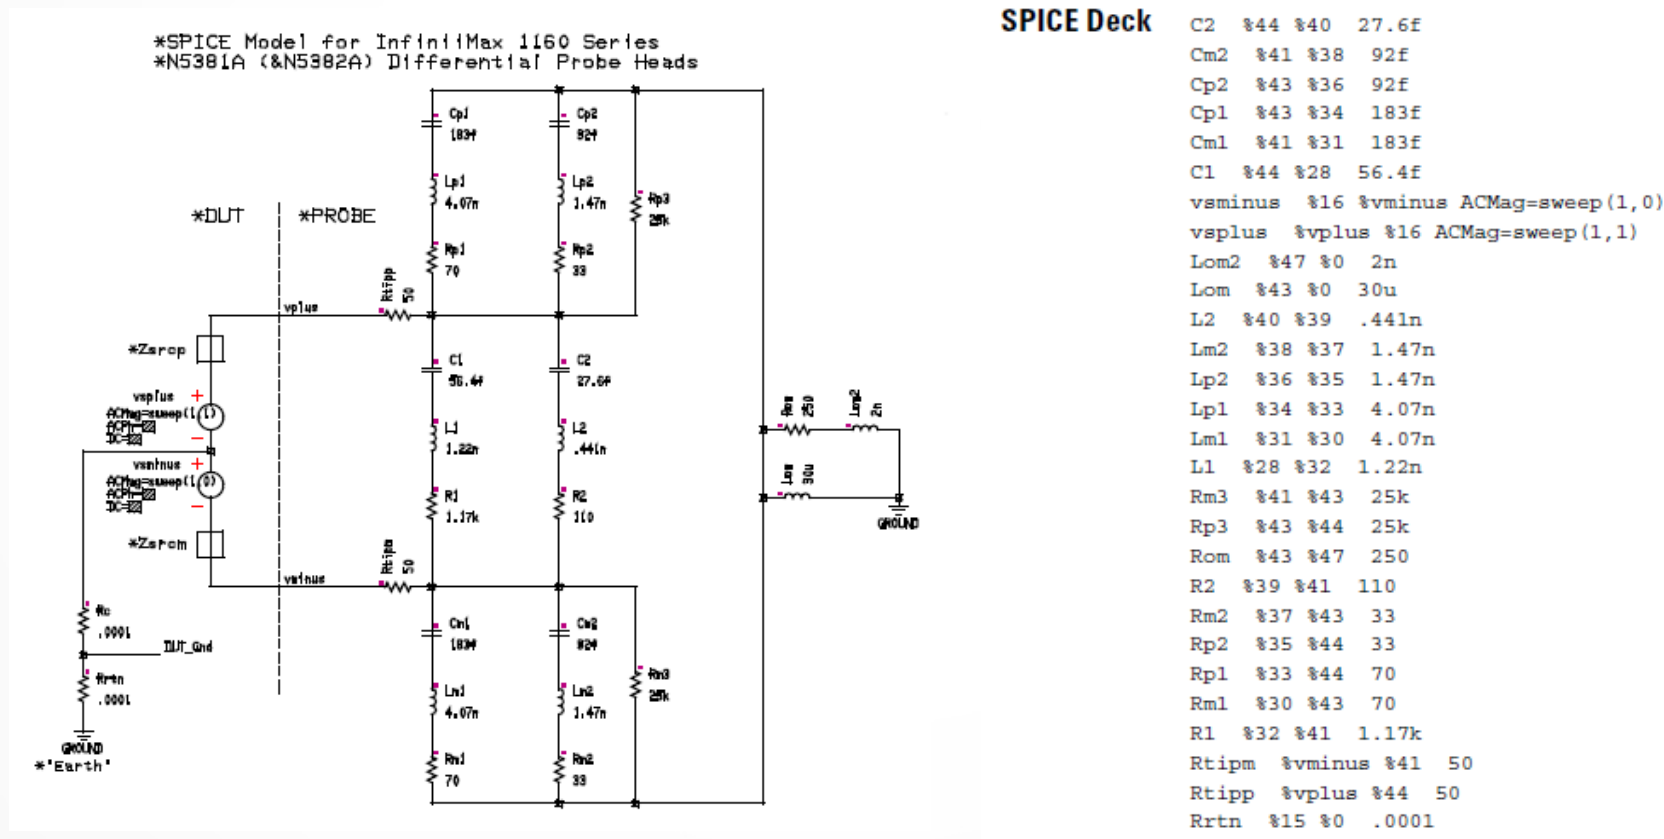 *SPICE Model for InfiniiMax 1160 Series
*N5381A (&N5382A) Differential Probe Heads
Cp1
183f
Cp2
92f
Lp1
4.07n
Lp2
1.47n
Rp3
25k
*DUT
*PROBE
Rp1
70
Rp2
33
Rtipp
50
vplus
*Zsrcp
C1
56.4f
C2
27.6f
vsplus
ACMag=sweep(1,1)
DC=
L1
1.22n
L2
.441n
Rom
250
Lom2
2n
vsminus
ACMag=sweep(1,0)
DC=
Lom
30u
R1
1.17k
R2
110
GROUND
*Zsrcm
Rtipm
50
vminus
Rc
.0001
DUT_Gnd
Cm1
183f
Cm2
92f
Rrtn
.0001
Lm1
4.07n
Lm2
1.47n
Rm3
25k
GROUND
*'Earth'
Rm1
70
Rm2
33
SPICE Deck
C2 %44 %40 27.6f
Cm2 %41 %38 92f
Cp2 %43 %36 92f
Cp1 %43 %34 183f
Cm1 %41 %31 183f
C1 %44 %28 56.4f
vsminus %16 %vminus ACMag=sweep(1,0)
vsplus %vplus %16 ACMag=sweep(1,1)
Lom2 %47 %0 2n
Lom %43 %0 30u
L2 %40 %39 .441n
Lm2 %38 %37 1.47n
Lp2 %36 %35 1.47n
Lp1 %34 %33 4.07n
Lm1 %31 %30 4.07n
L1 %28 %32 1.22n
Rm3 %41 %43 25k
Rp3 %43 %44 25k
Rom %43 %47 250
R2 %39 %41 110
Rm2 %37 %43 33
Rp2 %35 %44 33
Rp1 %33 %44 70
Rm1 %30 %43 70
R1 %32 %41 1.17k
Rtipm %vminus %41 50
Rtipp %vplus %44 50
Rrtn %15 %0 .0001